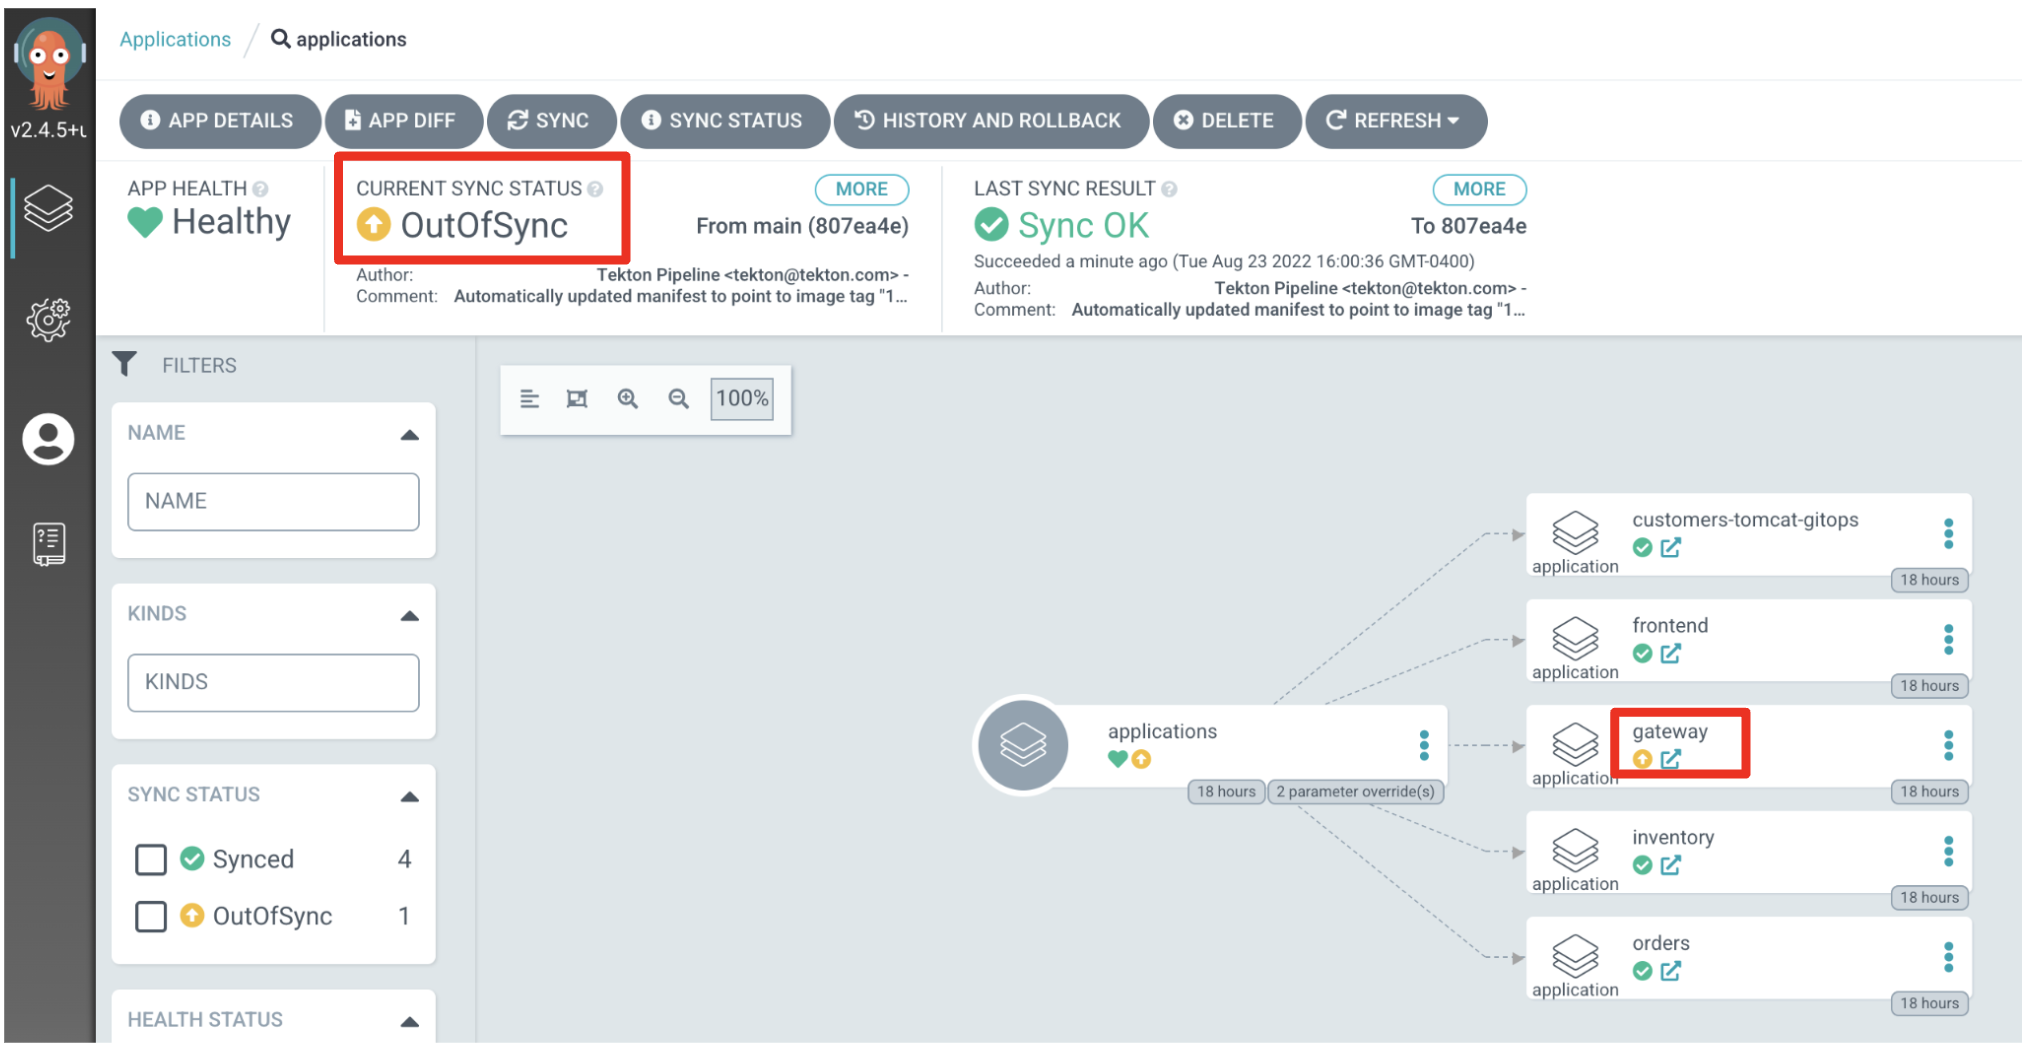 Applications / applications
v2.4.5+u
APP DETAILS
APP DIFF
SYNC
SYNC STATUS
HISTORY AND ROLLBACK
DELETE
REFRESH
APP HEALTH
Healthy
CURRENT SYNC STATUS
MORE
OutOfSync
From main (807ea4e)
Author: Tekton Pipeline <tekton@tekton.com> -
Comment: Automatically updated manifest to point to image tag "1...
LAST SYNC RESULT
MORE
Sync OK
To 807ea4e
Succeeded a minute ago (Tue Aug 23 2022 16:00:36 GMT-0400)
Author: Tekton Pipeline <tekton@tekton.com> -
Comment: Automatically updated manifest to point to image tag "1...
FILTERS
NAME
NAME
KINDS
KINDS
SYNC STATUS
Synced 4
OutOfSync 1
HEALTH STATUS
100%
applications
18 hours
2 parameter override(s)
customers-tomcat-gitops
application
18 hours
frontend
application
18 hours
gateway
application
18 hours
inventory
application
18 hours
orders
application
18 hours